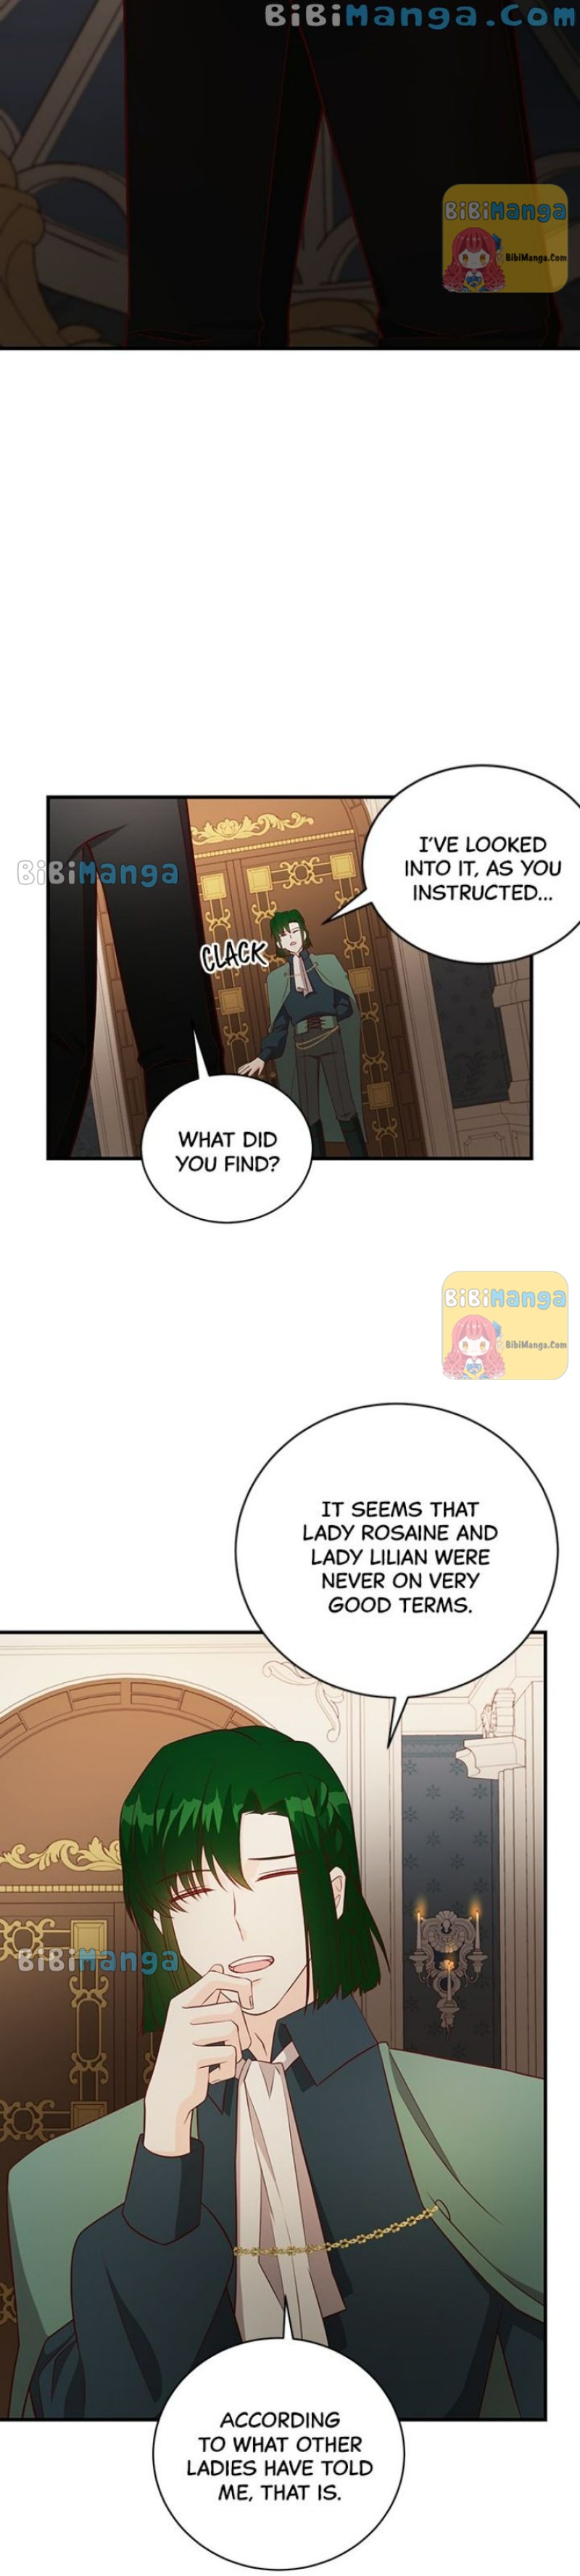 BiBiManga.Com
BiBiManga
BibiManga.Com
I'VE LOOKED
INTO IT, AS YOU
INSTRUCTED...
BiBiManga
CLACK
WHAT DID
YOU FIND?
BiBiManga
BibiManga.Com
IT SEEMS THAT
LADY ROSAINE AND
LADY LILIAN WERE
NEVER ON VERY
GOOD TERMS.
BiBiManga
ACCORDING
TO WHAT OTHER
LADIES HAVE TOLD
ME, THAT IS.